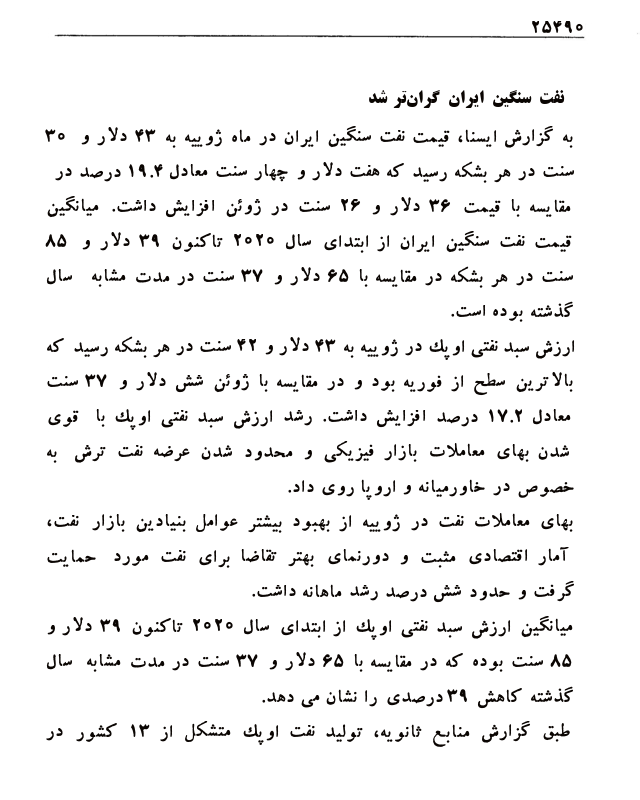 ۲۵۴۹۰
نفت سنگین ایران گران‌تر شد
به گزارش ایسنا، قیمت نفت سنگین ایران در ماه ژوییه به ۴۳ دلار و ۳۰
سنت در هر بشکه رسید که هفت دلار و چهار سنت معادل ۱۹.۴ درصد در
مقایسه با قیمت ۳۶ دلار و ۲۶ سنت در ژوئن افزایش داشت. میانگین
قیمت نفت سنگین ایران از ابتدای سال ۲۰۲۰ تاکنون ۳۹ دلار و ۸۵
سنت در هر بشکه در مقایسه با ۶۵ دلار و ۳۷ سنت در مدت مشابه سال
گذشته بوده است.
ارزش سبد نفتی اوپك در ژوییه به ۴۳ دلار و ۴۲ سنت در هر بشکه رسید که
بالاترین سطح از فوریه بود و در مقایسه با ژوئن شش دلار و ۳۷ سنت
معادل ۱۷.۲ درصد افزایش داشت. رشد ارزش سبد نفتی اوپك با قوی
شدن بهای معاملات بازار فیزیکی و محدود شدن عرضه نفت ترش به
خصوص در خاورمیانه و اروپا روی داد.
بهای معاملات نفت در ژوییه از بهبود بیشتر عوامل بنیادین بازار نفت،
آمار اقتصادی مثبت و دورنمای بهتر تقاضا برای نفت مورد حمایت
گرفت و حدود شش درصد رشد ماهانه داشت.
میانگین ارزش سبد نفتی اوپك از ابتدای سال ۲۰۲۰ تاکنون ۳۹ دلار و
۸۵ سنت بوده که در مقایسه با ۶۵ دلار و ۳۷ سنت در مدت مشابه سال
گذشته کاهش ۳۹ درصدی را نشان می دهد.
طبق گزارش منابع ثانویه، تولید نفت اوپك متشکل از ۱۳ کشور در